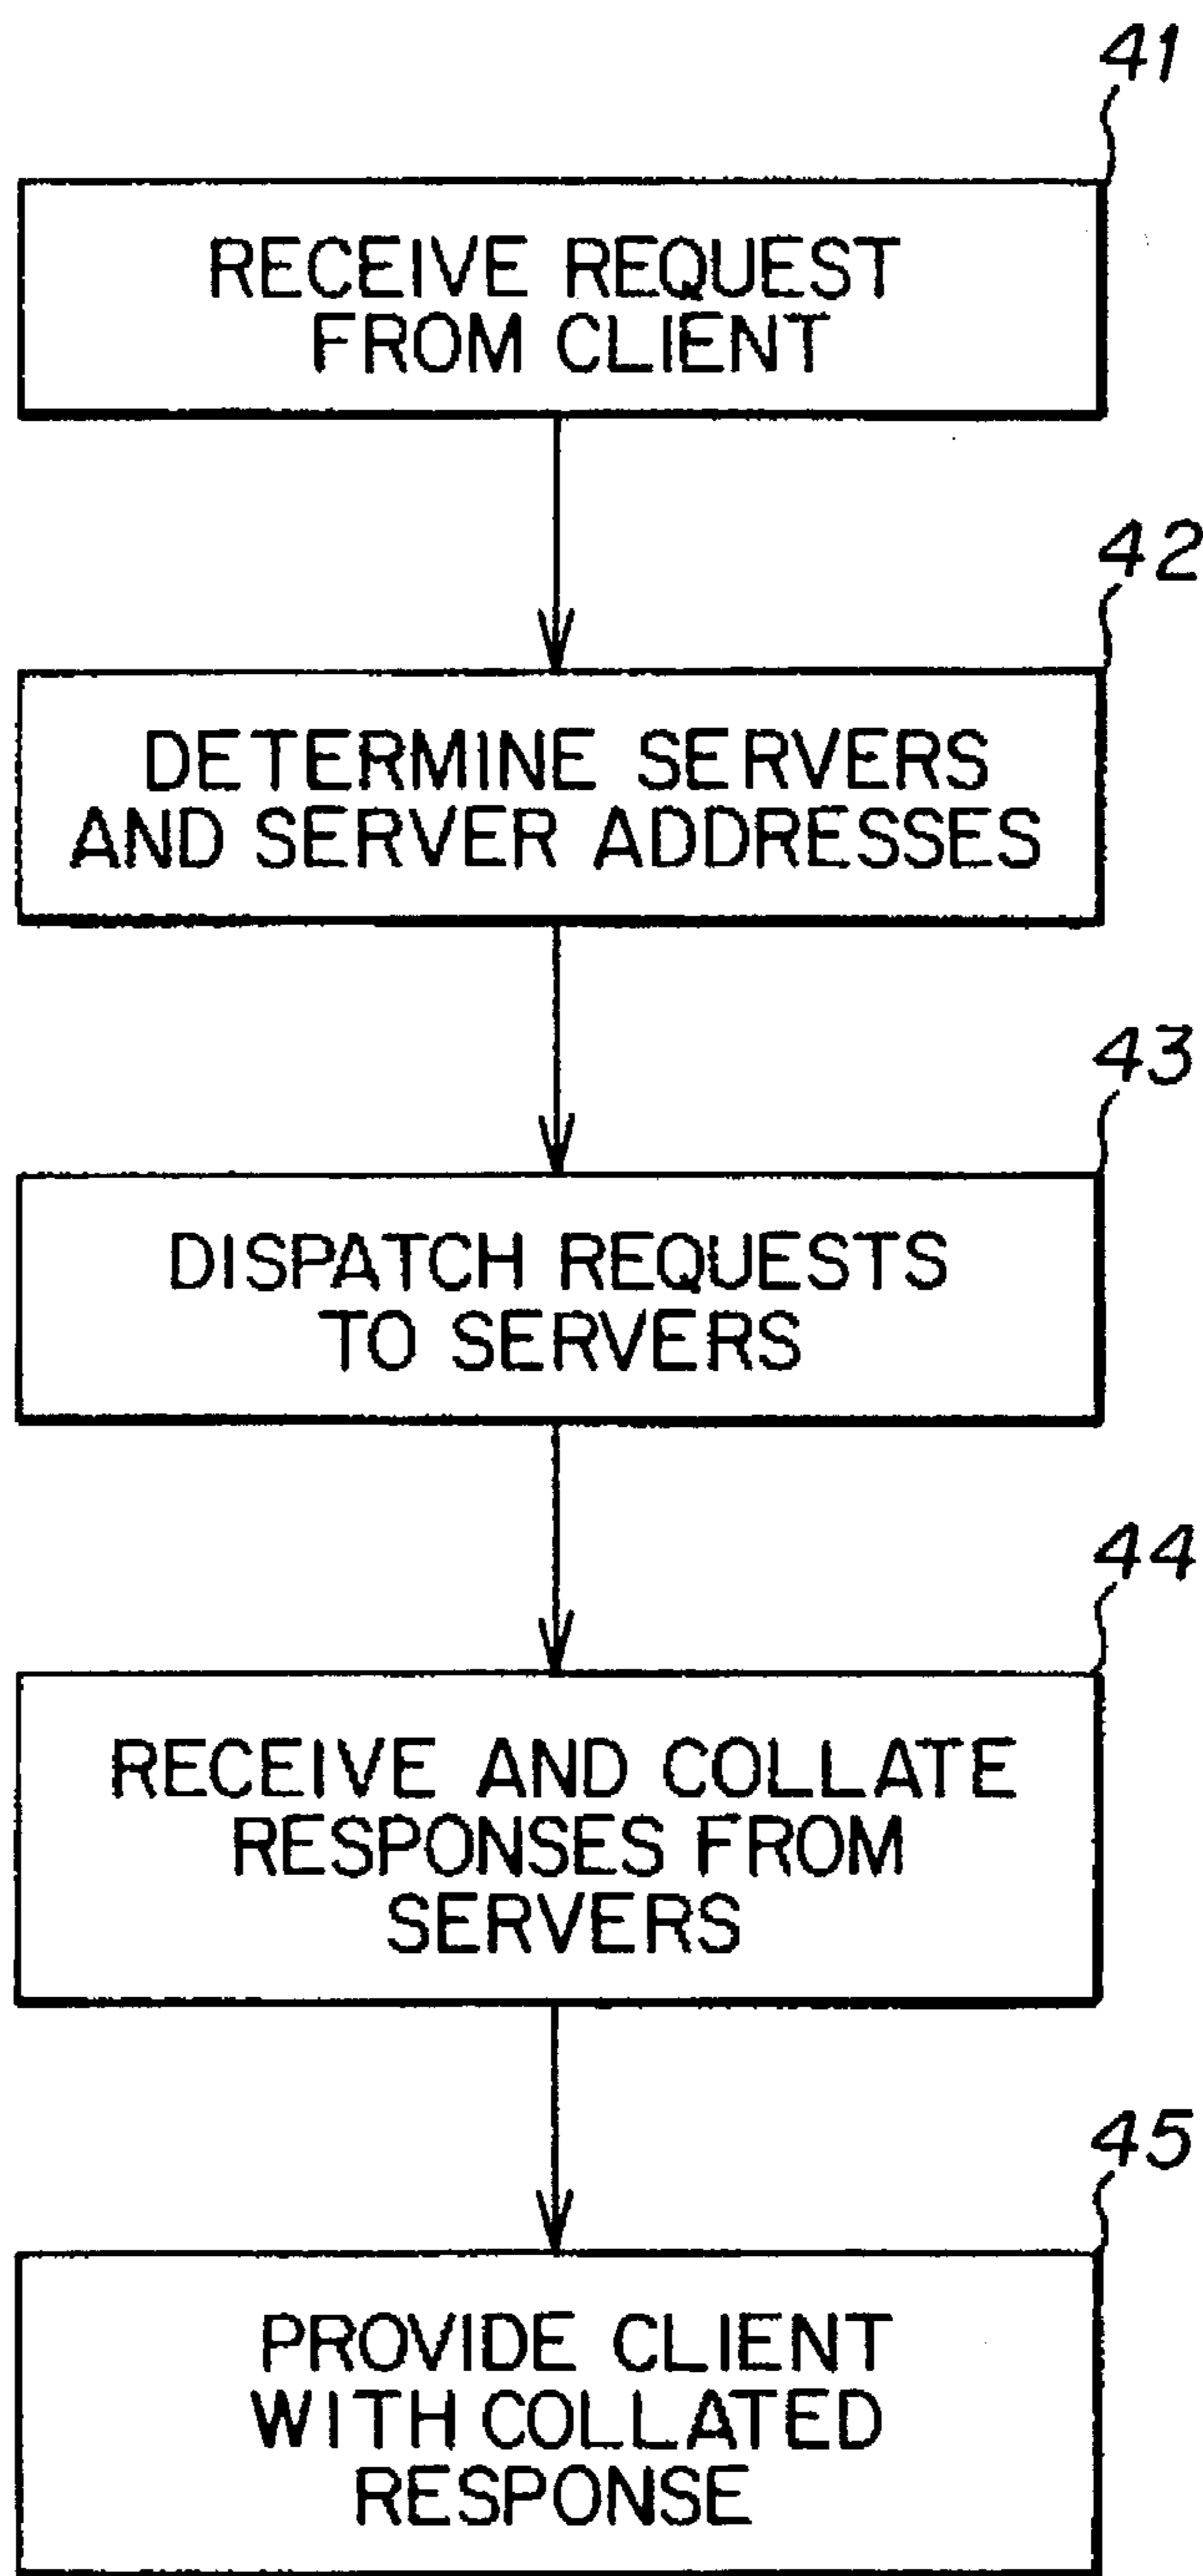 41
RECEIVE REQUEST
FROM CLIENT
42
DETERMINE SERVERS
AND SERVER ADDRESSES
43
DISPATCH REQUESTS
TO SERVERS
44
RECEIVE AND COLLATE
RESPONSES FROM
SERVERS
45
PROVIDE CLIENT
WITH COLLATED
RESPONSE